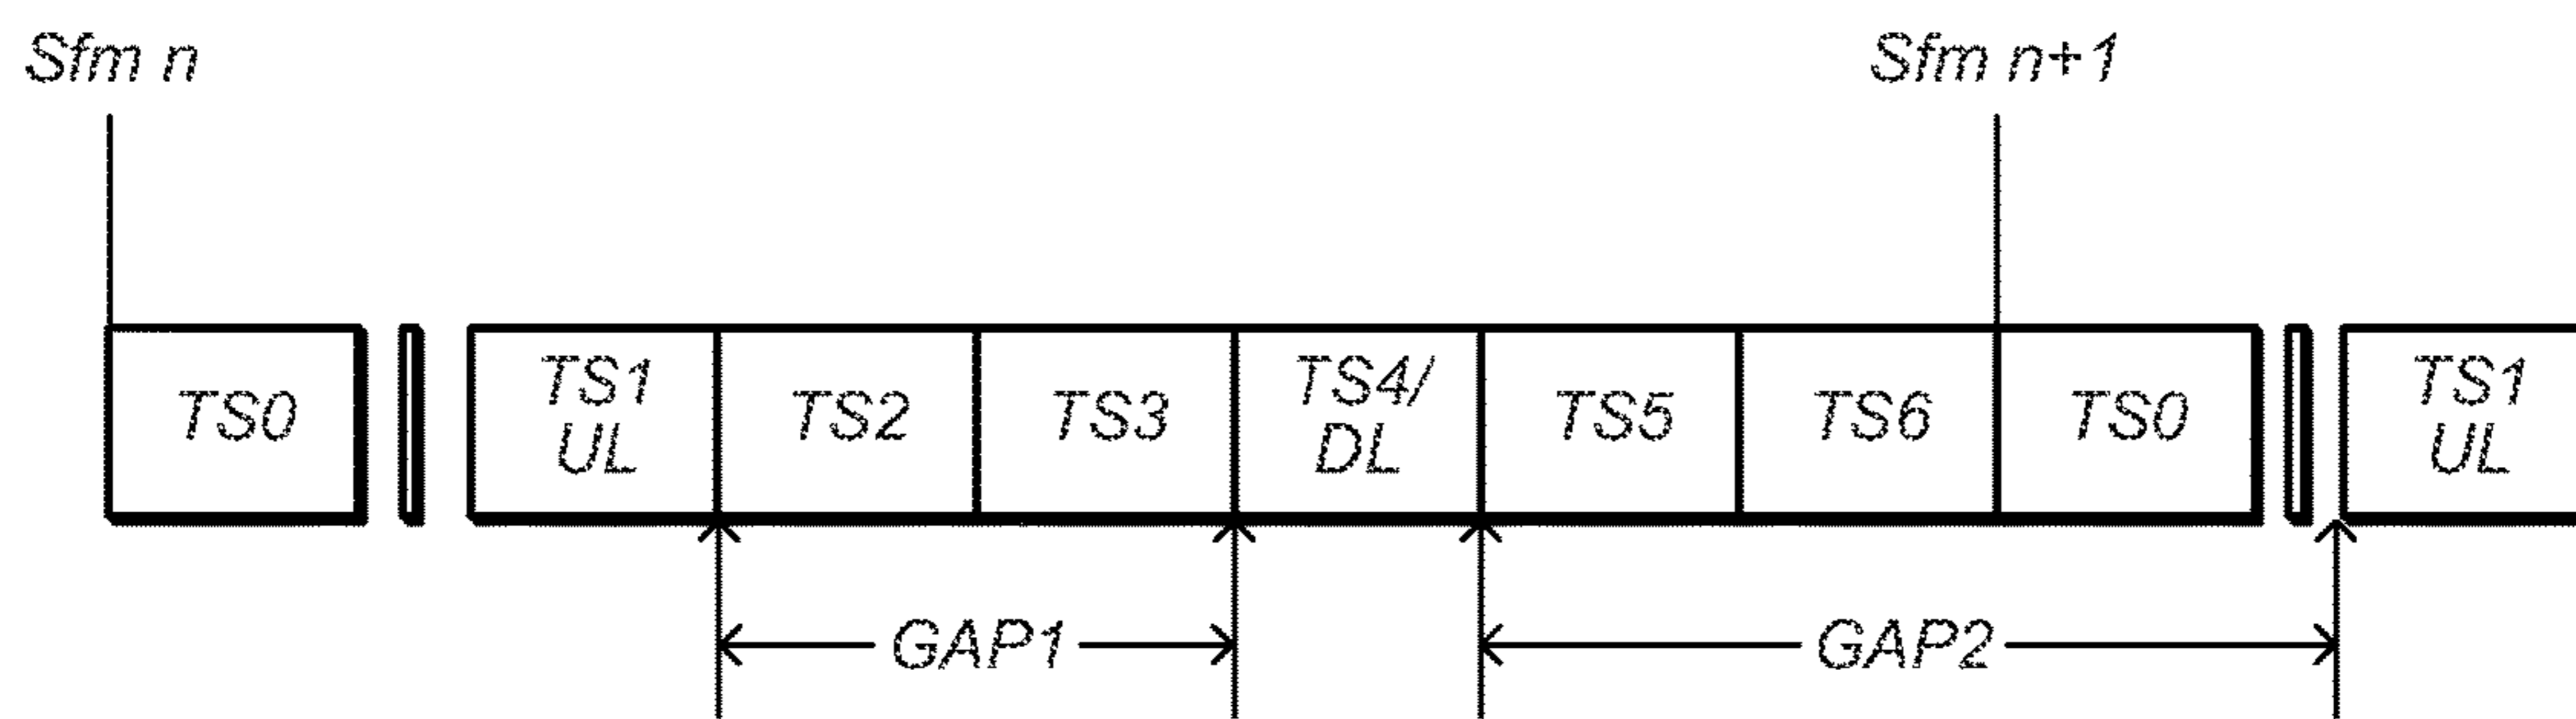 Sfm n
Sfm n+1
TS0
TS1
UL
TS2
TS3
TS4/
DL
TS5
TS6
TS0
TS1
UL
GAP1
GAP2